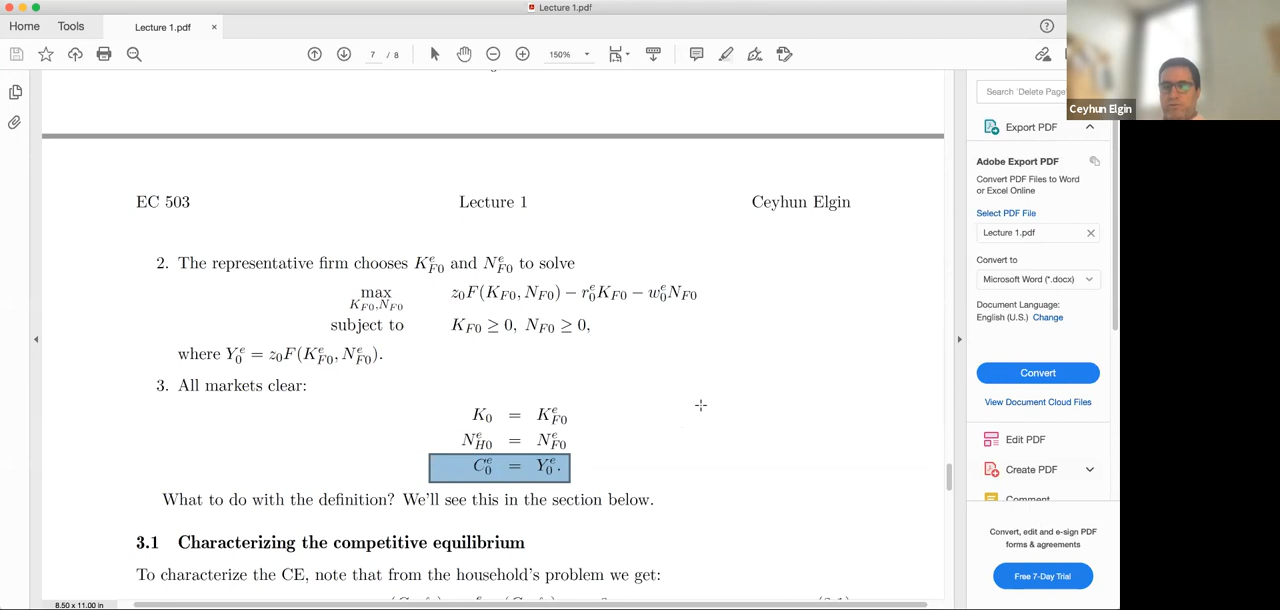 Lecture 1.pdf
Home Tools Lecture 1.pdf ×
7 / 8 150%
Search 'Delete Page'
Ceyhun Elgin
Export PDF
Adobe Export PDF
Convert PDF Files to Word
or Excel Online
Select PDF File
Lecture 1.pdf
Convert to
Microsoft Word (*.docx)
Document Language:
English (U.S.) Change
Convert
View Document Cloud Files
Edit PDF
Create PDF
Comment
Convert, edit and e-sign PDF
forms & agreements
Free 7-Day Trial
EC 503 Lecture 1 Ceyhun Elgin
2. The representative firm chooses K^e_{F0} and N^e_{F0} to solve
max_{K_{F0},N_{F0}} z_0F(K_{F0}, N_{F0}) − r^e_0K_{F0} − w^e_0N_{F0}
subject to K_{F0} ≥ 0, N_{F0} ≥ 0,
where Y^e_0 = z_0F(K^e_{F0}, N^e_{F0}).
3. All markets clear:
K_0 = K^e_{F0}
N^e_{H0} = N^e_{F0}
C^e_0 = Y^e_0.
What to do with the definition? We'll see this in the section below.
3.1 Characterizing the competitive equilibrium
To characterize the CE, note that from the household's problem we get:
8.50 x 11.00 in